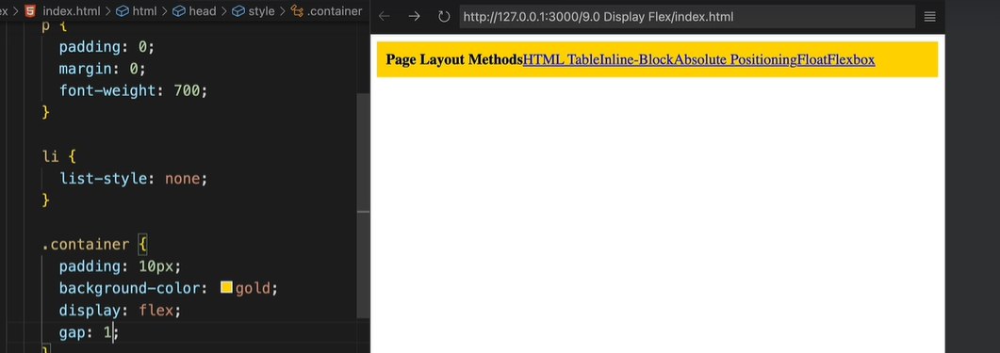 ex > index.html > html > head > style > .container
p {
padding: 0;
margin: 0;
font-weight: 700;
}
li {
list-style: none;
}
.container {
padding: 10px;
background-color: gold;
display: flex;
gap: 1;
}
http://127.0.0.1:3000/9.0 Display Flex/index.html
Page Layout MethodsHTML TableInline-BlockAbsolute PositioningFloatFlexbox